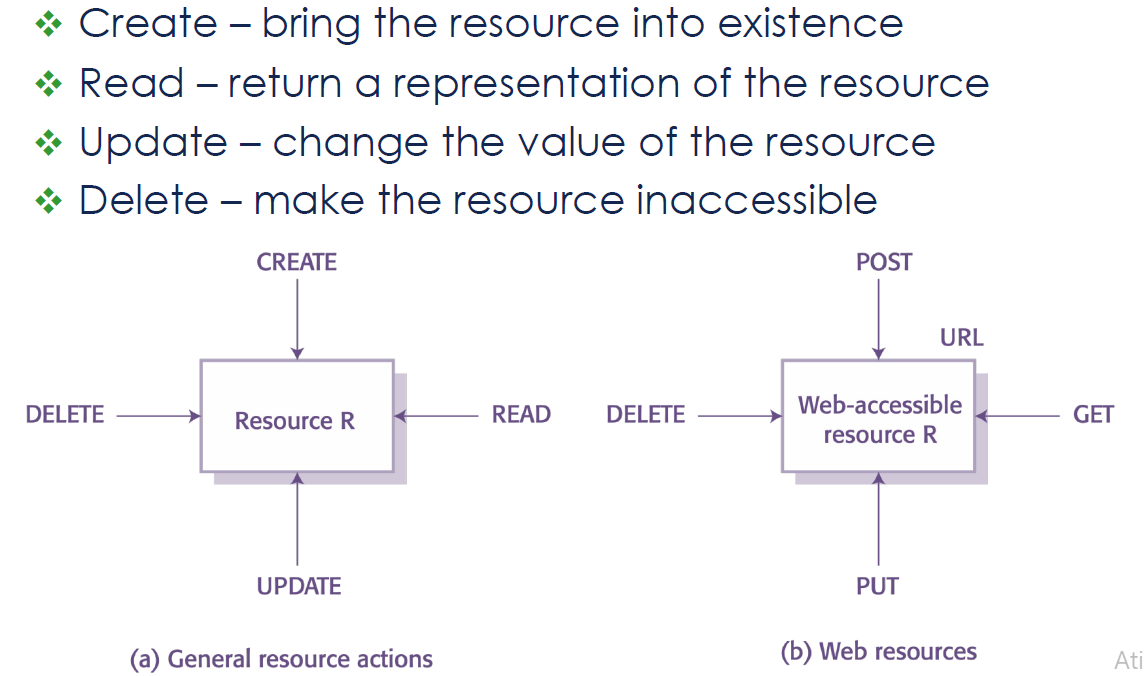 Create – bring the resource into existence
Read – return a representation of the resource
Update – change the value of the resource
Delete – make the resource inaccessible
CREATE
DELETE
Resource R
READ
UPDATE
(a) General resource actions
POST
URL
DELETE
Web-accessible
resource R
GET
PUT
(b) Web resources
Ati